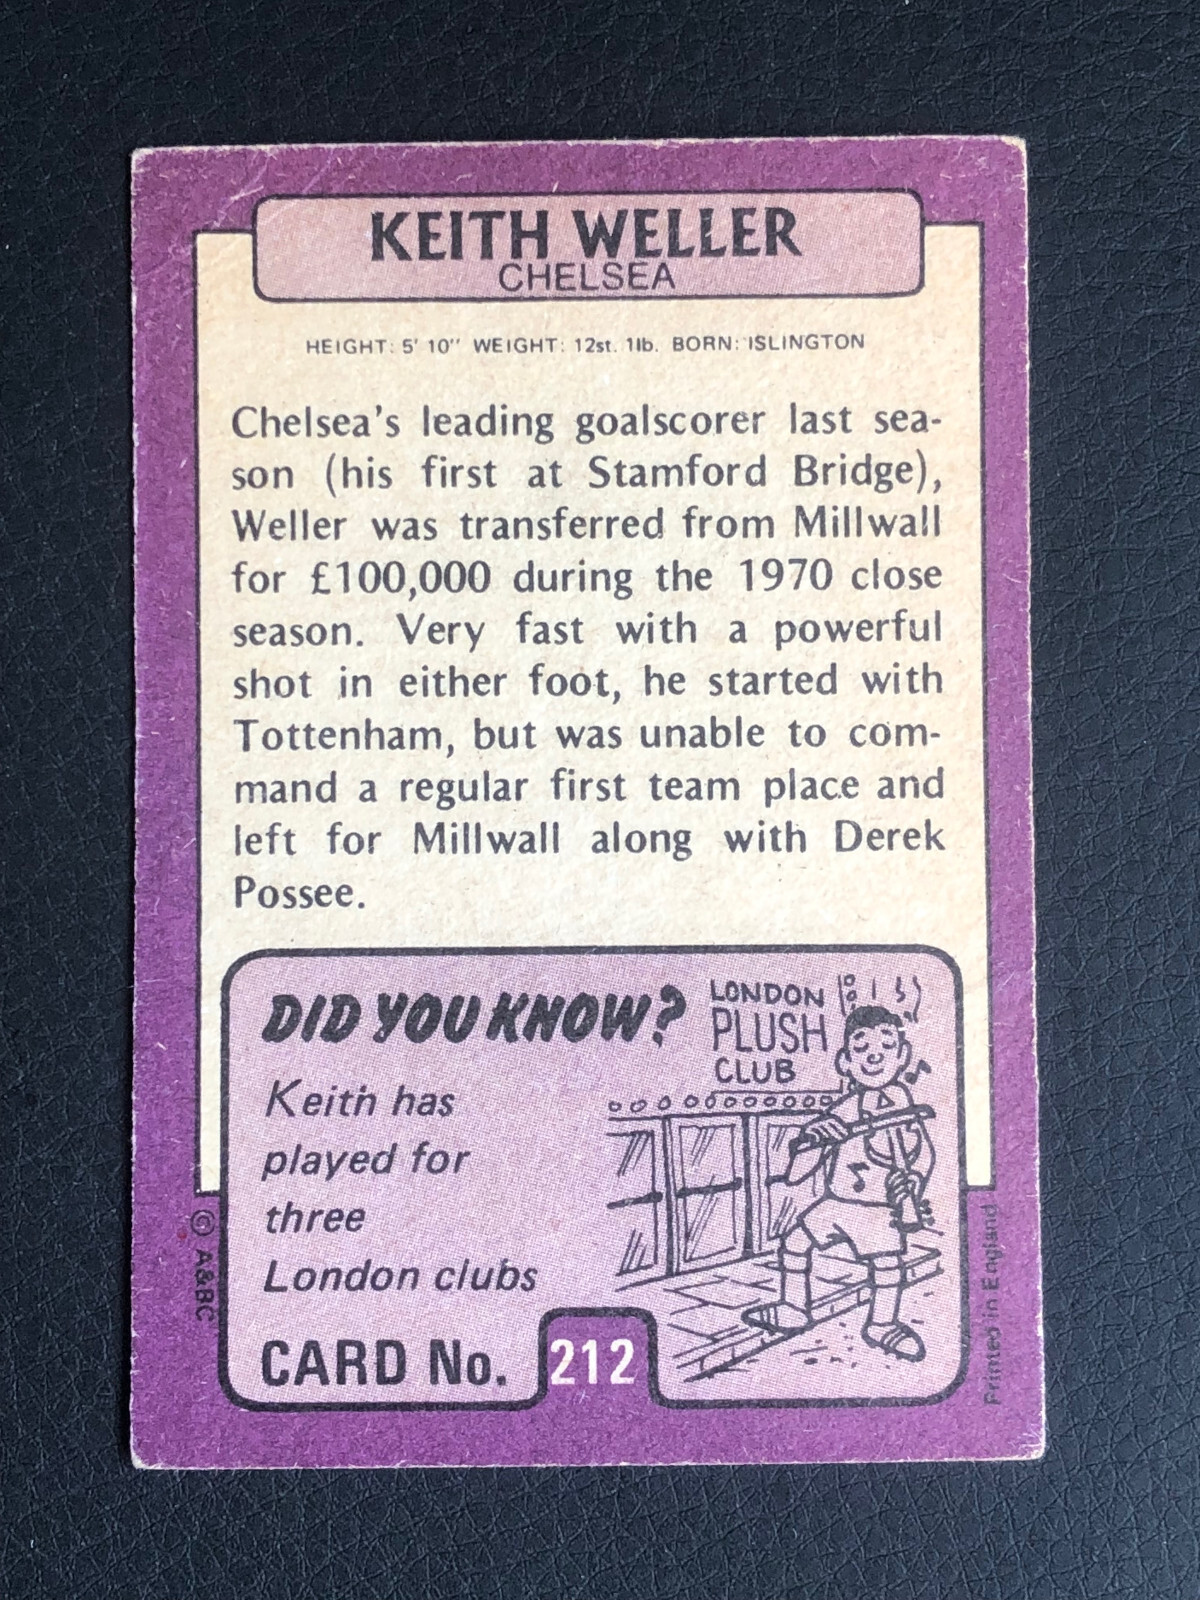 KEITH WELLER
CHELSEA
HEIGHT: 5' 10" WEIGHT: 12st. 1lb. BORN: ISLINGTON
Chelsea's leading goalscorer last sea-
son (his first at Stamford Bridge),
Weller was transferred from Millwall
for £100,000 during the 1970 close
season. Very fast with a powerful
shot in either foot, he started with
Tottenham, but was unable to com-
mand a regular first team place and
left for Millwall along with Derek
Possee.
DID YOU KNOW?
Keith has
played for
three
London clubs
LONDON
PLUSH
CLUB
CARD No. 212
© A&BC
Printed in England